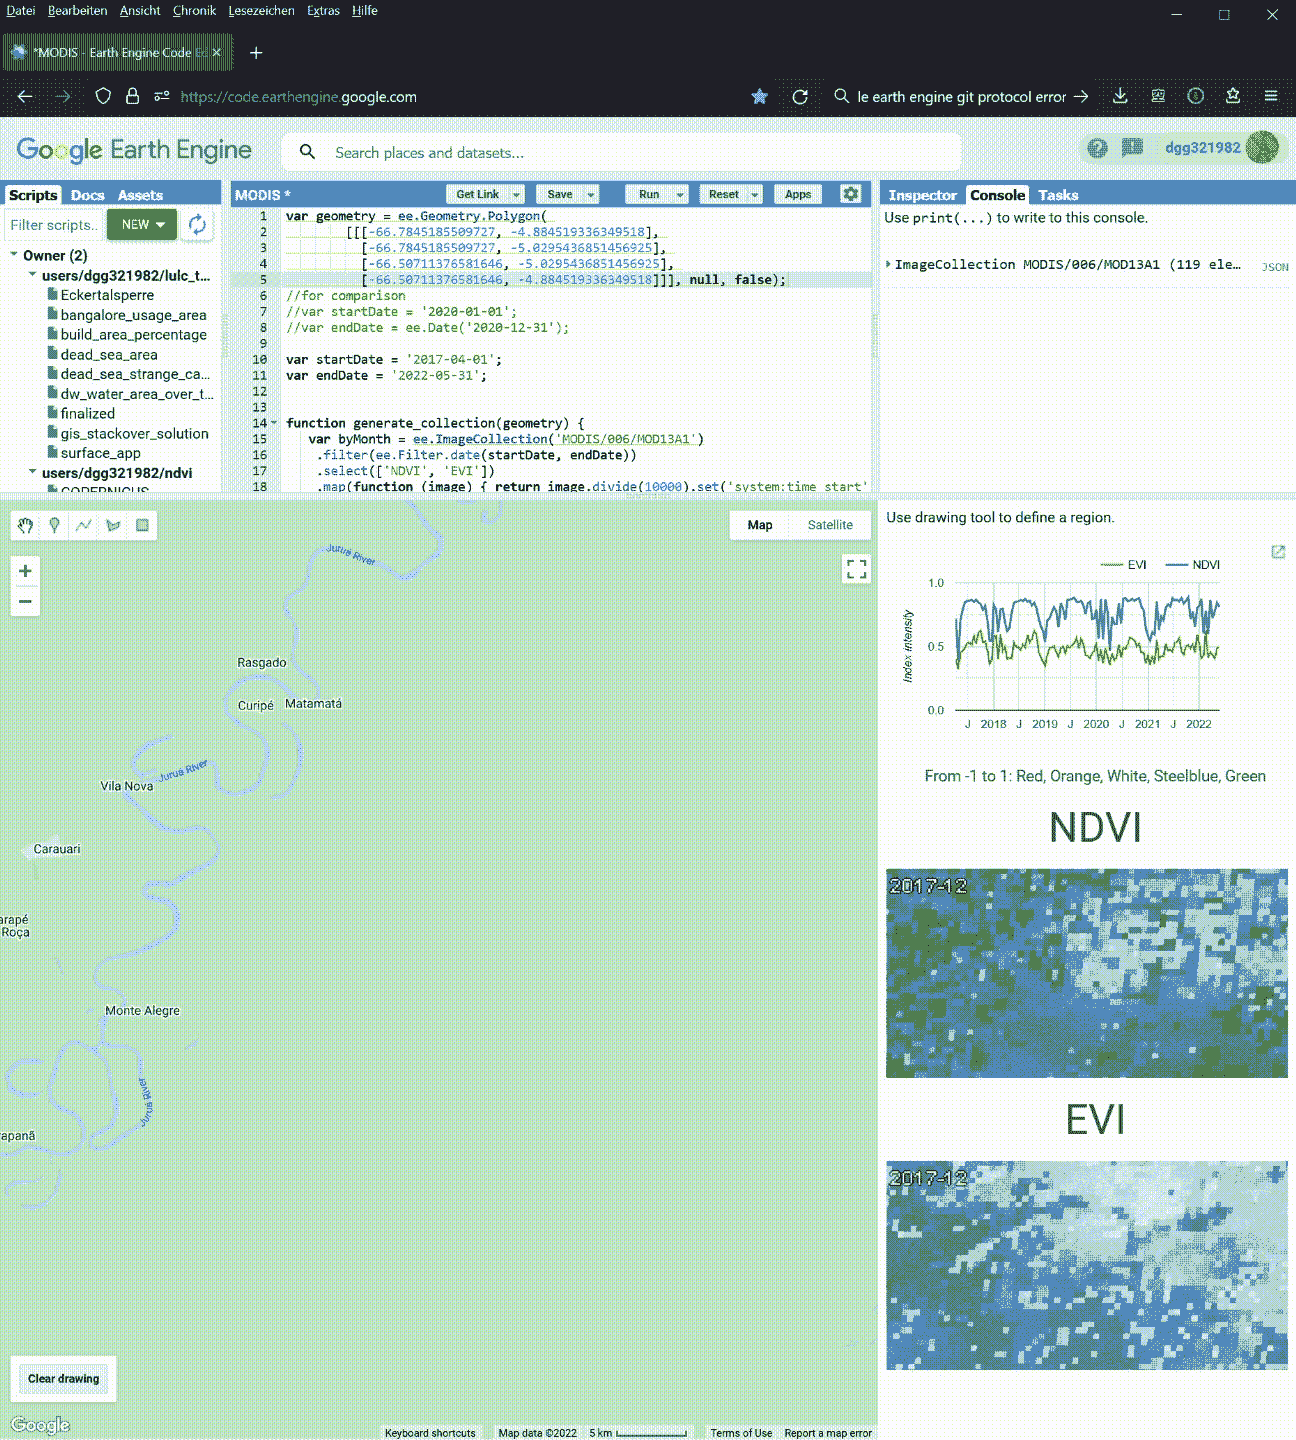 Datei Bearbeiten Ansicht Chronik Lesezeichen Extras Hilfe
*MODIS - Earth Engine Code
https://code.earthengine.google.com
le earth engine git protocol error
Google Earth Engine
Search places and datasets...
dgg321982
Scripts Docs Assets
MODIS *
Get Link Save Run Reset Apps
Inspector Console Tasks
Filter scripts..
NEW
Owner (2)
users/dgg321982/lulc_t...
Eckertalsperre
bangalore_usage_area
build_area_percentage
dead_sea_area
dead_sea_strange_ca...
dw_water_area_over_t...
finalized
gis_stackover_solution
surface_app
users/dgg321982/ndvi
COPERNICUS
1 var geometry = ee.Geometry.Polygon(
2 [[[-66.7845185509727, -4.884519336349518],
3 [-66.7845185509727, -5.0295436851456925],
4 [-66.50711376581646, -5.0295436851456925],
5 [-66.50711376581646, -4.884519336349518]]], null, false);
6 //for comparison
7 //var startDate = '2020-01-01';
8 //var endDate = ee.Date('2020-12-31');
9
10 var startDate = '2017-04-01';
11 var endDate = '2022-05-31';
12
13
14 function generate_collection(geometry) {
15 var byMonth = ee.ImageCollection('MODIS/006/MOD13A1')
16 .filter(ee.Filter.date(startDate, endDate))
17 .select(['NDVI', 'EVI'])
18 .map(function (image) { return image.divide(10000).set('system:time_start'
Use print(...) to write to this console.
ImageCollection MODIS/006/MOD13A1 (119 ele...
JSON
Map Satellite
Juruá River
Rasgado
Curipé
Matamatá
Juruá River
Vila Nova
Carauari
arapé
Roça
Monte Alegre
Juruá River
rapanã
Clear drawing
Google
Keyboard shortcuts Map data ©2022 5 km Terms of Use Report a map error
Use drawing tool to define a region.
EVI NDVI
1.0
0.5
0.0
Index intensity
J 2018 J 2019 J 2020 J 2021 J 2022
From -1 to 1: Red, Orange, White, Steelblue, Green
NDVI
2017-12
EVI
2017-12